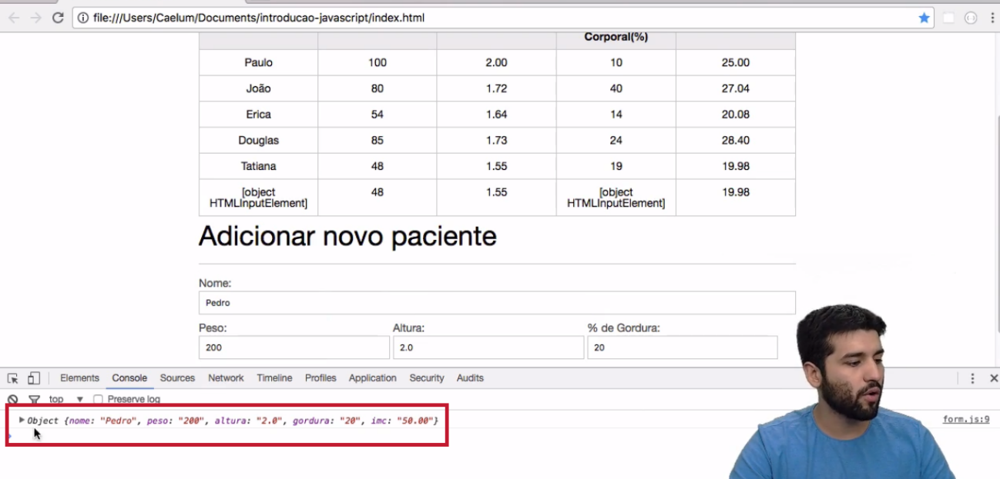 file:///Users/Caelum/Documents/introducao-javascript/index.html
Corporal(%)
Paulo 100 2.00 10 25.00
João 80 1.72 40 27.04
Erica 54 1.64 14 20.08
Douglas 85 1.73 24 28.40
Tatiana 48 1.55 19 19.98
[object HTMLInputElement] 48 1.55 [object HTMLInputElement] 19.98
Adicionar novo paciente
Nome:
Pedro
Peso: Altura: % de Gordura:
200 2.0 20
Elements Console Sources Network Timeline Profiles Application Security Audits
top Preserve log
Object {nome: "Pedro", peso: "200", altura: "2.0", gordura: "20", imc: "50.00"} form.js:9